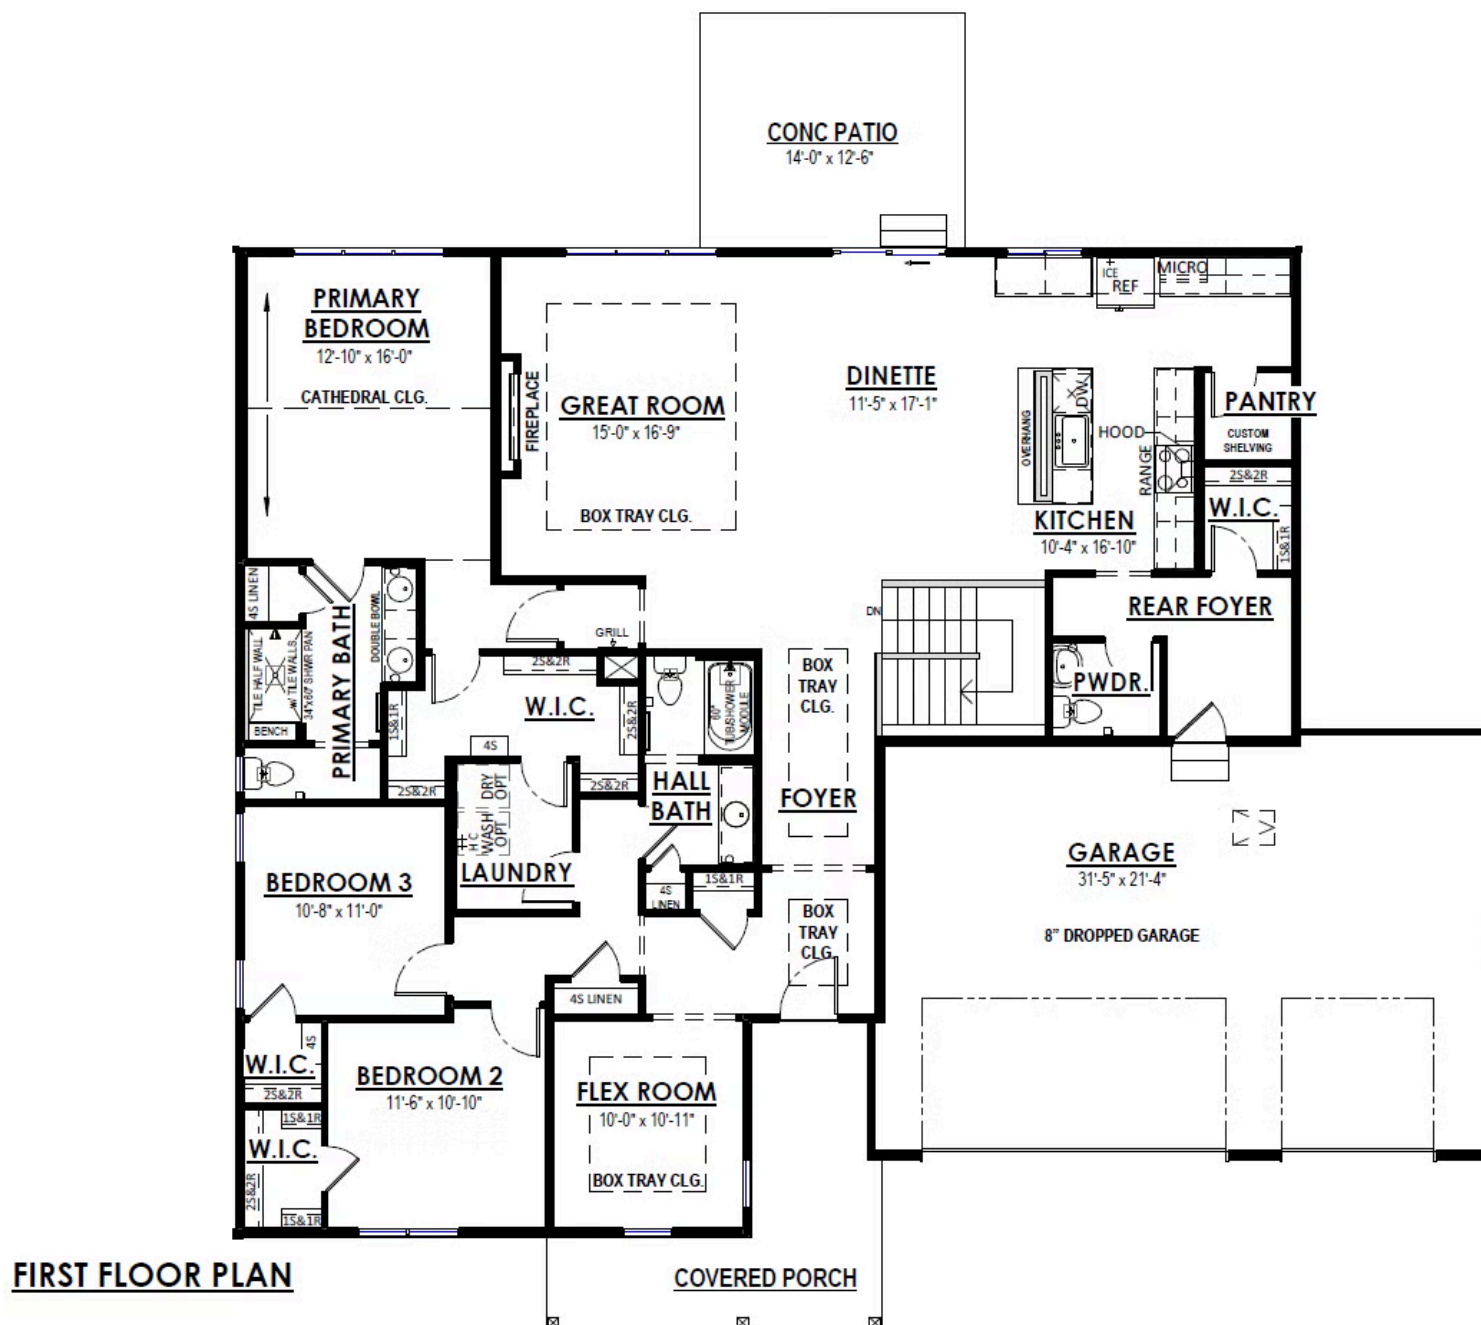 CONC PATIO
14'-0" x 12'-6"
PRIMARY
BEDROOM
12'-10" x 16'-0"
CATHEDRAL CLG.
FIREPLACE
GREAT ROOM
15'-0" x 16'-9"
BOX TRAY CLG.
DINETTE
11'-5" x 17'-1"
ICE
REF
MICRO
OVERHANG
DW
HOOD
RANGE
KITCHEN
10'-4" x 16'-10"
PANTRY
CUSTOM
SHELVING
2S&2R
W.I.C.
1S&1R
REAR FOYER
PWDR.
DN
4S LINEN
TILE HALF WALL
W/ TILE WALLS
34"x60" SHWR PAN
BENCH
PRIMARY BATH
DOUBLE BOWL
GRILL
2S&2R
W.I.C.
1S&1R
2S&2R
4S
2S&2R
2S&2R
60"
TUB/SHOWER
MODULE
HALL
BATH
BOX
TRAY
CLG.
FOYER
DRY
OPT
WASH
OPT
H C
LAUNDRY
4S
LINEN
1S&1R
BOX
TRAY
CLG.
GARAGE
31'-5" x 21'-4"
8" DROPPED GARAGE
BEDROOM 3
10'-8" x 11'-0"
4S LINEN
4S
W.I.C.
2S&2R
1S&1R
W.I.C.
2S&2R
1S&1R
BEDROOM 2
11'-6" x 10'-10"
FLEX ROOM
10'-0" x 10'-11"
BOX TRAY CLG.
FIRST FLOOR PLAN
COVERED PORCH